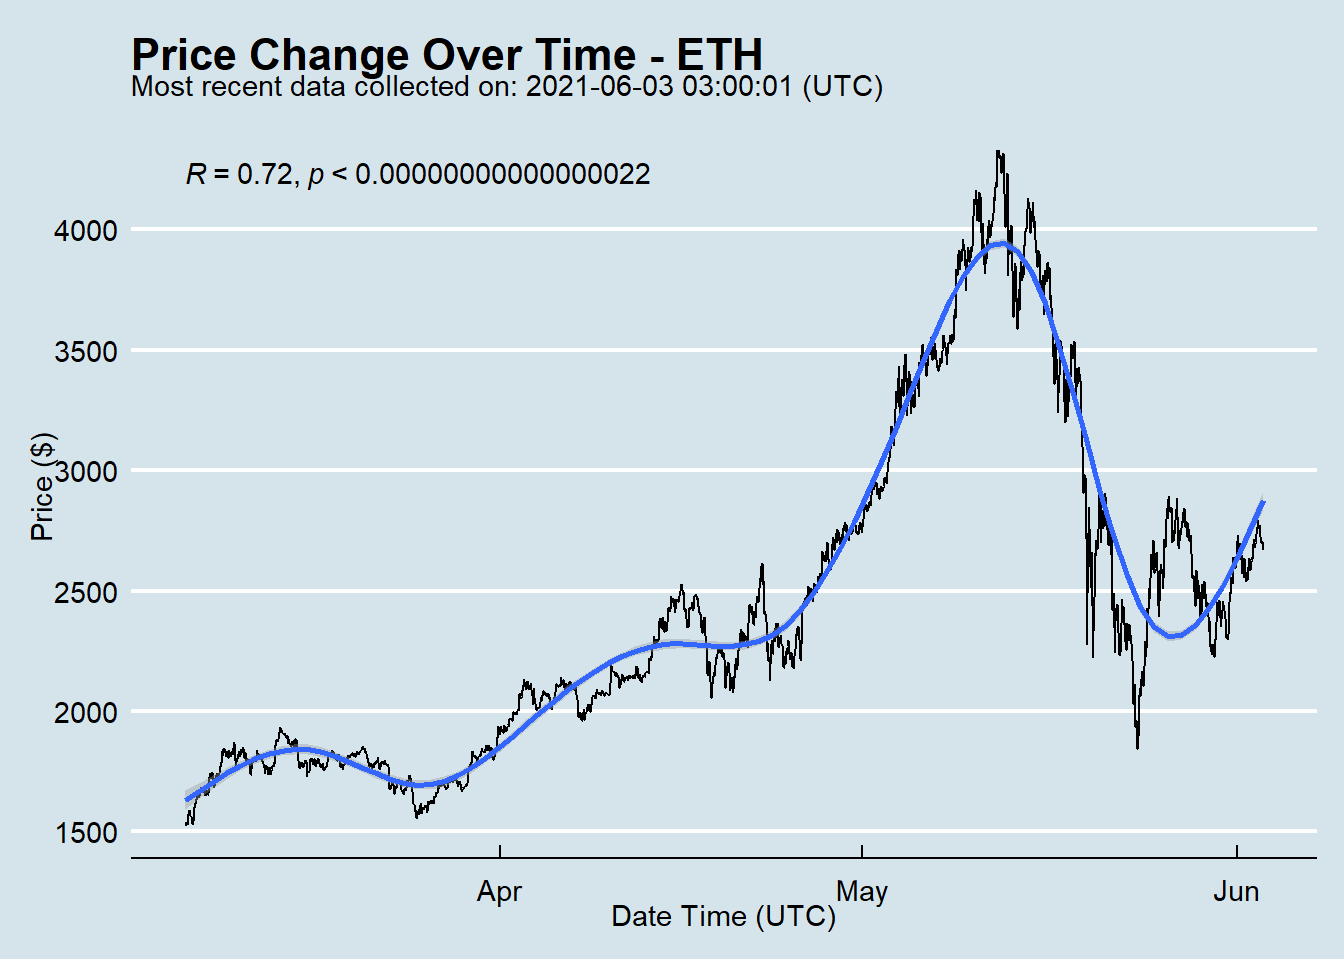 Price Change Over Time - ETH
Most recent data collected on: 2021-06-03 03:00:01 (UTC)
R = 0.72, p < 0.00000000000000022
4000
3500
3000
2500
2000
1500
Price ($)
Apr
May
Jun
Date Time (UTC)